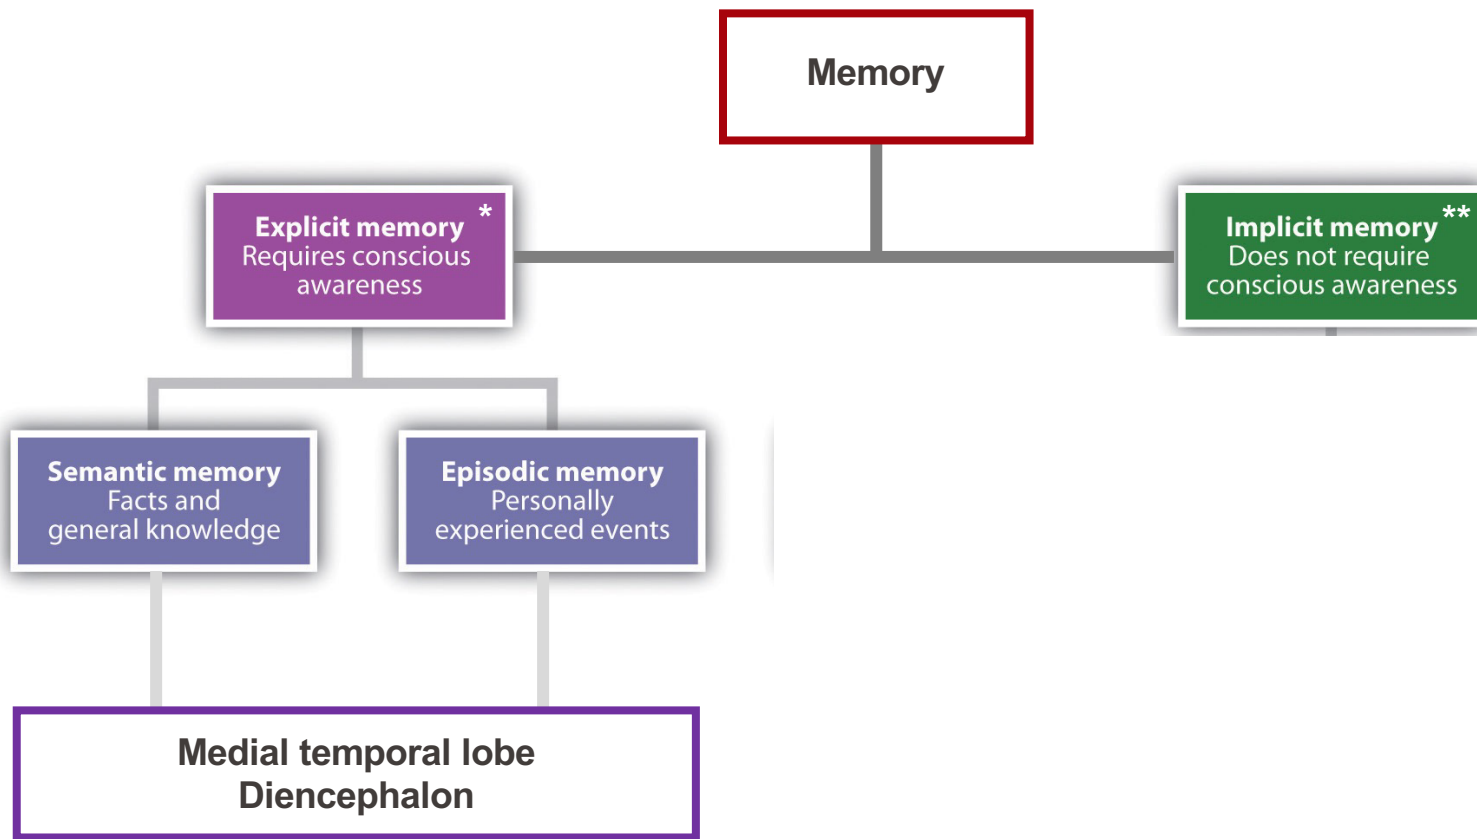 Memory
Explicit memory *
Requires conscious
awareness
Implicit memory **
Does not require
conscious awareness
Semantic memory
Facts and
general knowledge
Episodic memory
Personally
experienced events
Medial temporal lobe
Diencephalon